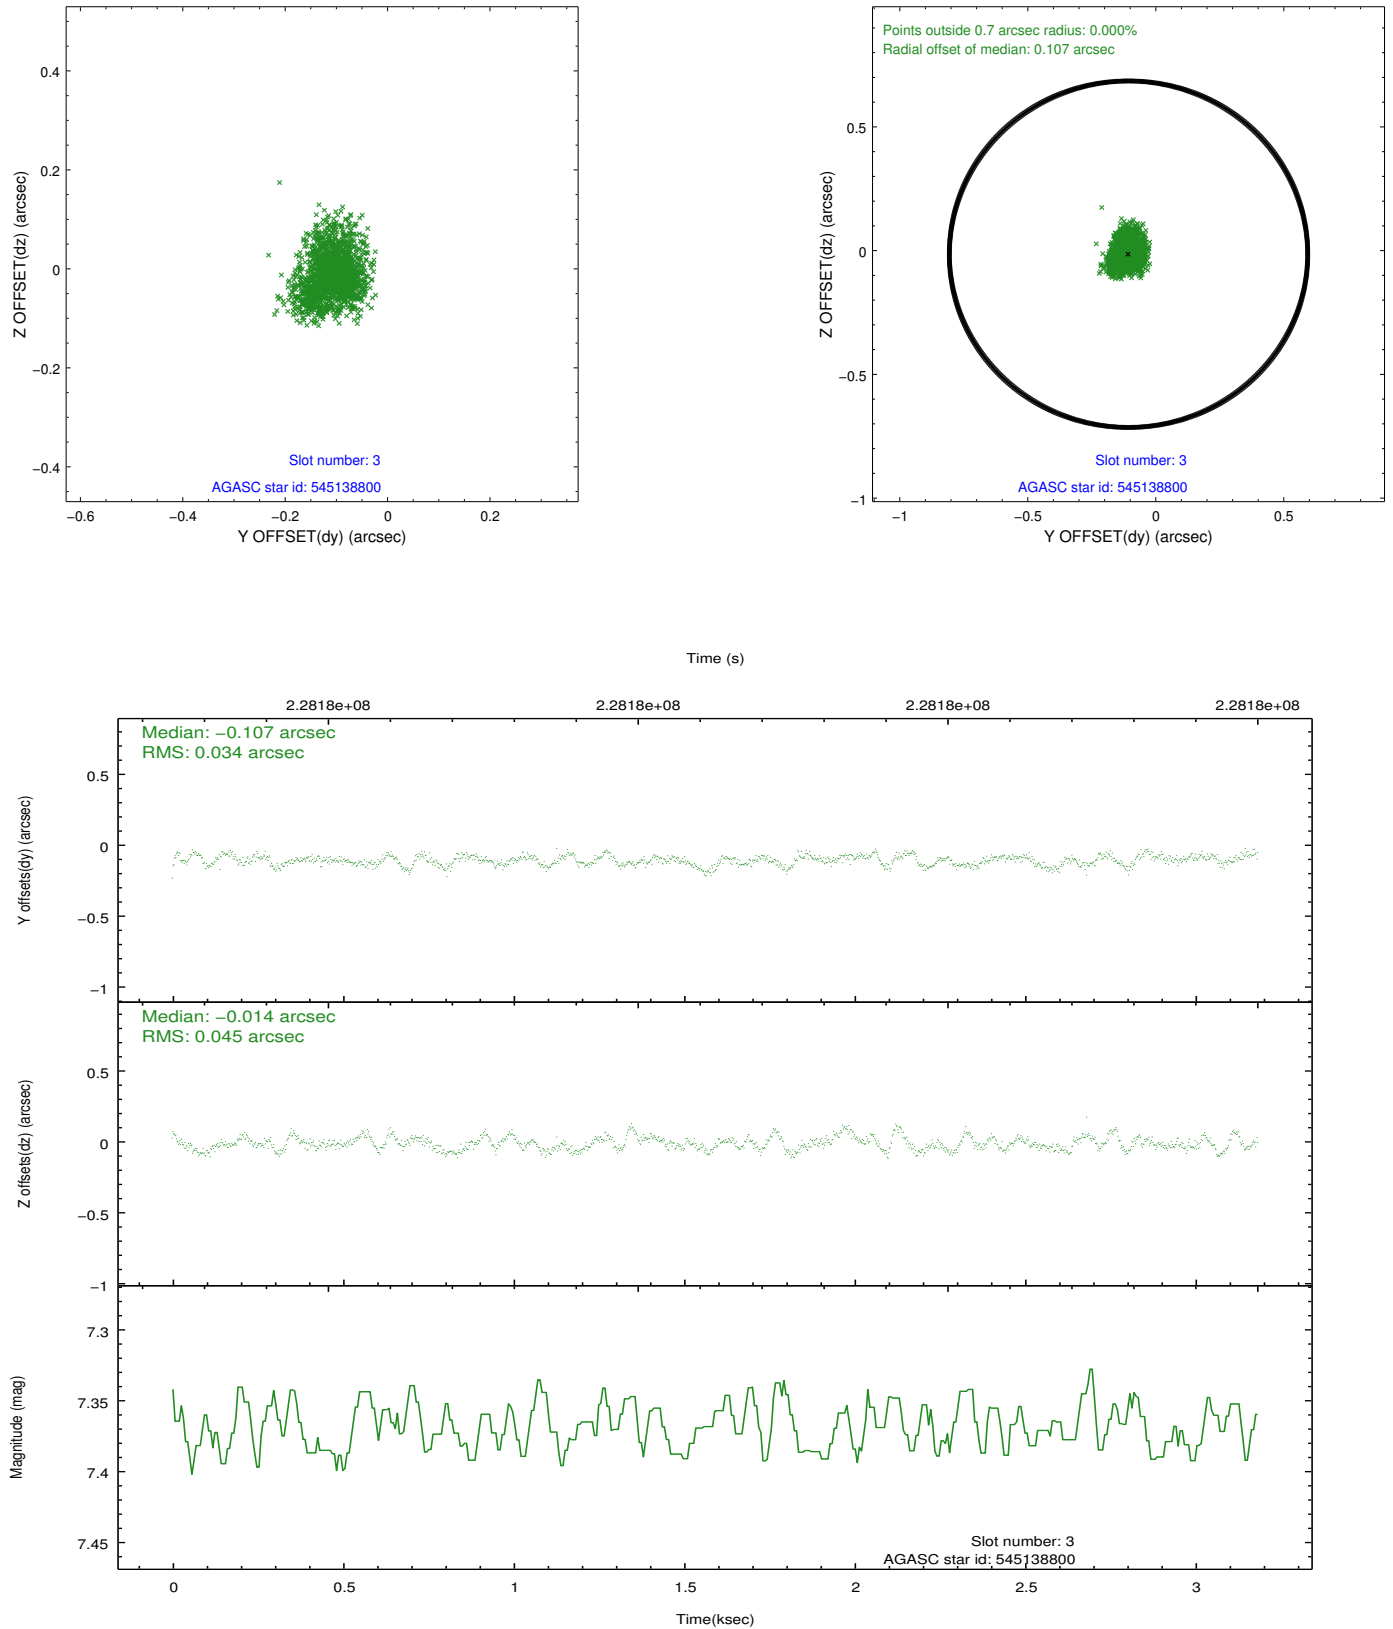 0.4
0.2
0
−0.2
−0.4
−0.6
−0.4
−0.2
0
0.2
Z OFFSET(dz) (arcsec)
Y OFFSET(dy) (arcsec)
Slot number: 3
AGASC star id: 545138800
Points outside 0.7 arcsec radius: 0.000%
Radial offset of median: 0.107 arcsec
0.5
0
−0.5
−1
−1
−0.5
0
0.5
Z OFFSET(dz) (arcsec)
Y OFFSET(dy) (arcsec)
Slot number: 3
AGASC star id: 545138800
Time (s)
2.2818e+08
2.2818e+08
2.2818e+08
2.2818e+08
Median: −0.107 arcsec
RMS: 0.034 arcsec
0.5
0
−0.5
−1
Y offsets(dy) (arcsec)
Median: −0.014 arcsec
RMS: 0.045 arcsec
0.5
0
−0.5
−1
Z offsets(dz) (arcsec)
7.3
7.35
7.4
7.45
Magnitude (mag)
Slot number: 3
AGASC star id: 545138800
0
0.5
1
1.5
2
2.5
3
Time(ksec)